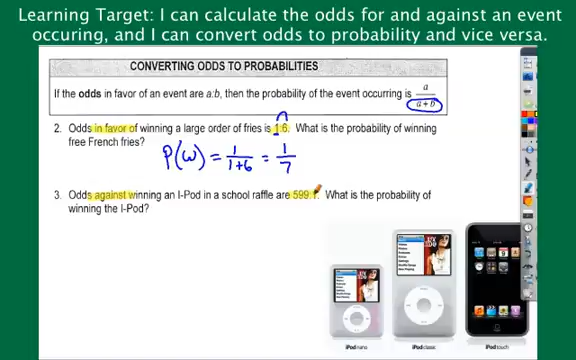 Learning Target: I can calculate the odds for and against an event
occuring, and I can convert odds to probability and vice versa.
CONVERTING ODDS TO PROBABILITIES
If the odds in favor of an event are a:b, then the probability of the event occurring is a/(a + b)
2. Odds in favor of winning a large order of fries is 1:6. What is the probability of winning
free French fries?
P(W) = 1/(1+6) = 1/7
3. Odds against winning an I-Pod in a school raffle are 599:1. What is the probability of
winning the I-Pod?
iPod nano
iPod classic
iPod touch